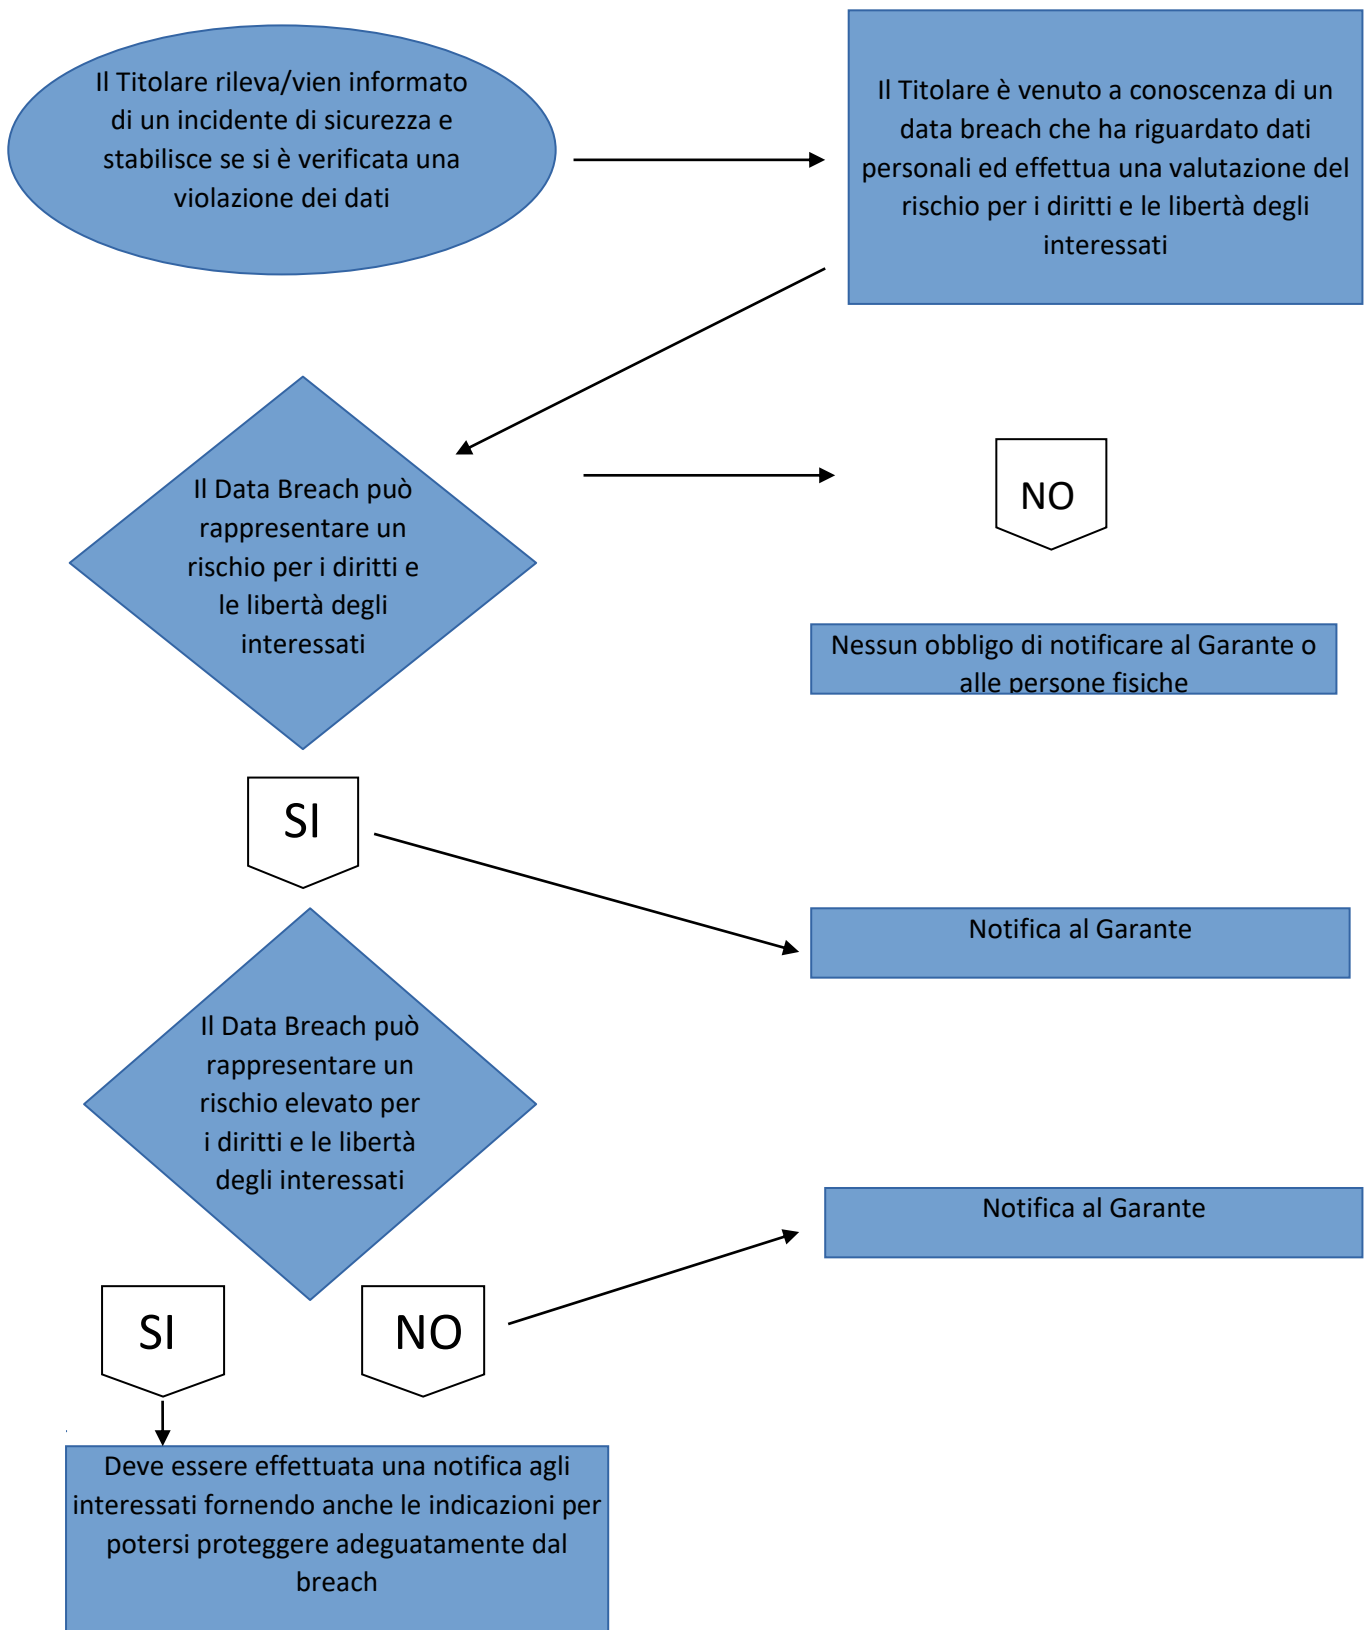 Il Titolare rileva/vien informato
di un incidente di sicurezza e
stabilisce se si è verificata una
violazione dei dati
Il Titolare è venuto a conoscenza di un
data breach che ha riguardato dati
personali ed effettua una valutazione del
rischio per i diritti e le libertà degli
interessati
Il Data Breach può
rappresentare un
rischio per i diritti e
le libertà degli
interessati
NO
Nessun obbligo di notificare al Garante o
alle persone fisiche
SI
Notifica al Garante
Il Data Breach può
rappresentare un
rischio elevato per
i diritti e le libertà
degli interessati
Notifica al Garante
SI
NO
Deve essere effettuata una notifica agli
interessati fornendo anche le indicazioni per
potersi proteggere adeguatamente dal
breach